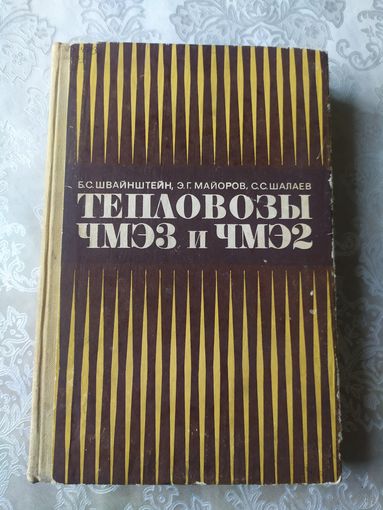 Б.С.ШВАЙНШТЕЙН, Э.Г.МАЙОРОВ, С.С.ШАЛАЕВ
ТЕПЛОВОЗЫ
ЧМЭ3 и ЧМЭ2